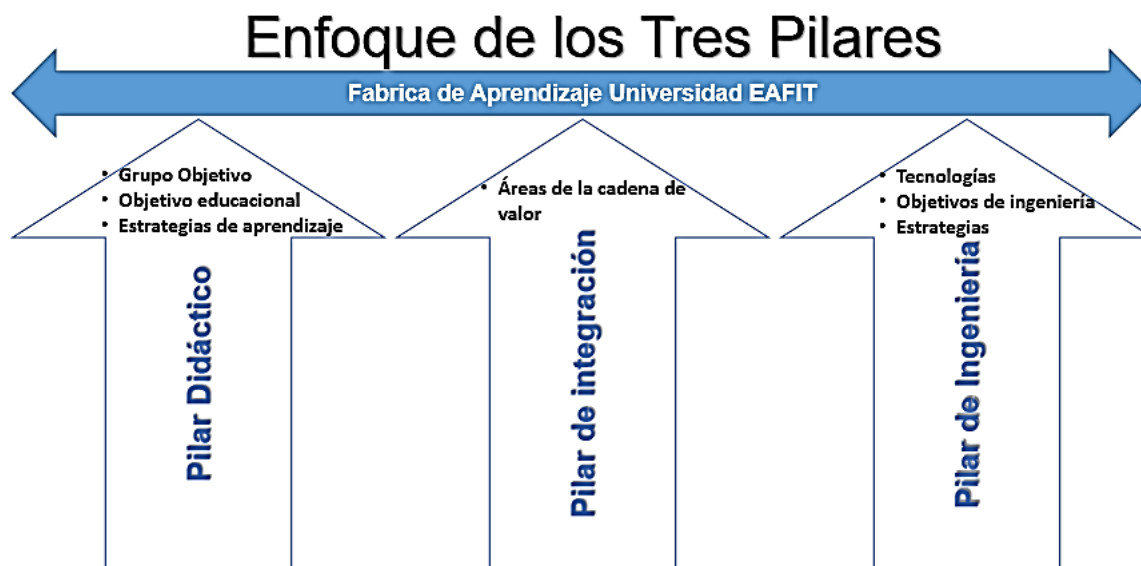 Enfoque de los Tres Pilares
Fabrica de Aprendizaje Universidad EAFIT
• Grupo Objetivo
• Objetivo educacional
• Estrategias de aprendizaje
Pilar Didáctico
• Áreas de la cadena de
valor
Pilar de integración
• Tecnologías
• Objetivos de ingeniería
• Estrategias
Pilar de Ingeniería